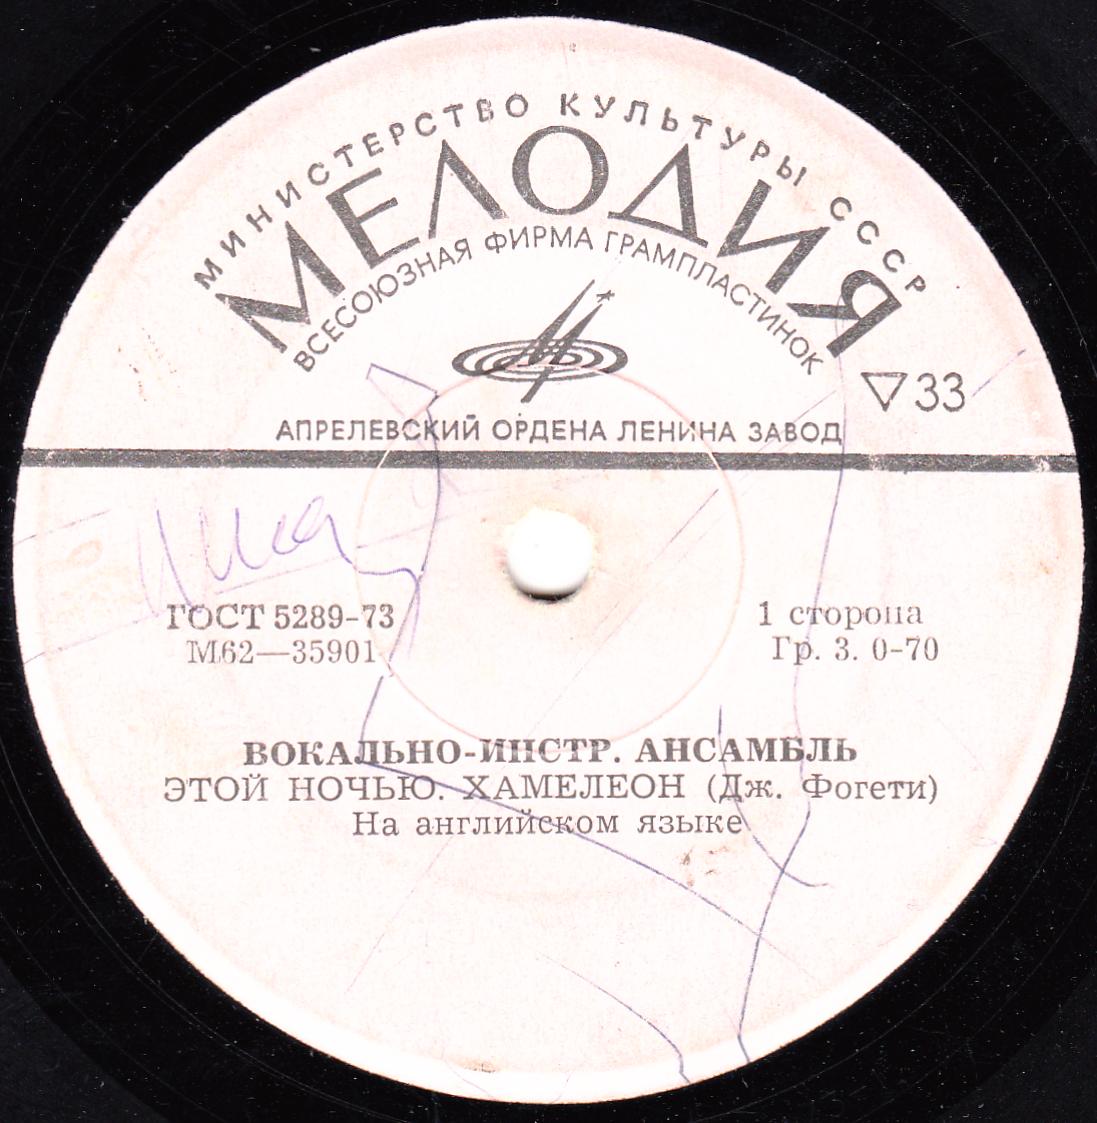 МИНИСТЕРСТВО КУЛЬТУРЫ СССР
МЕЛОДИЯ
ВСЕСОЮЗНАЯ ФИРМА ГРАМПЛАСТИНОК
33
АПРЕЛЕВСКИЙ ОРДЕНА ЛЕНИНА ЗАВОД
ГОСТ 5289-73
1 сторона
М62—35901
Гр. 3. 0-70
ВОКАЛЬНО-ИНСТР. АНСАМБЛЬ
ЭТОЙ НОЧЬЮ. ХАМЕЛЕОН (Дж. Фогети)
На английском языке